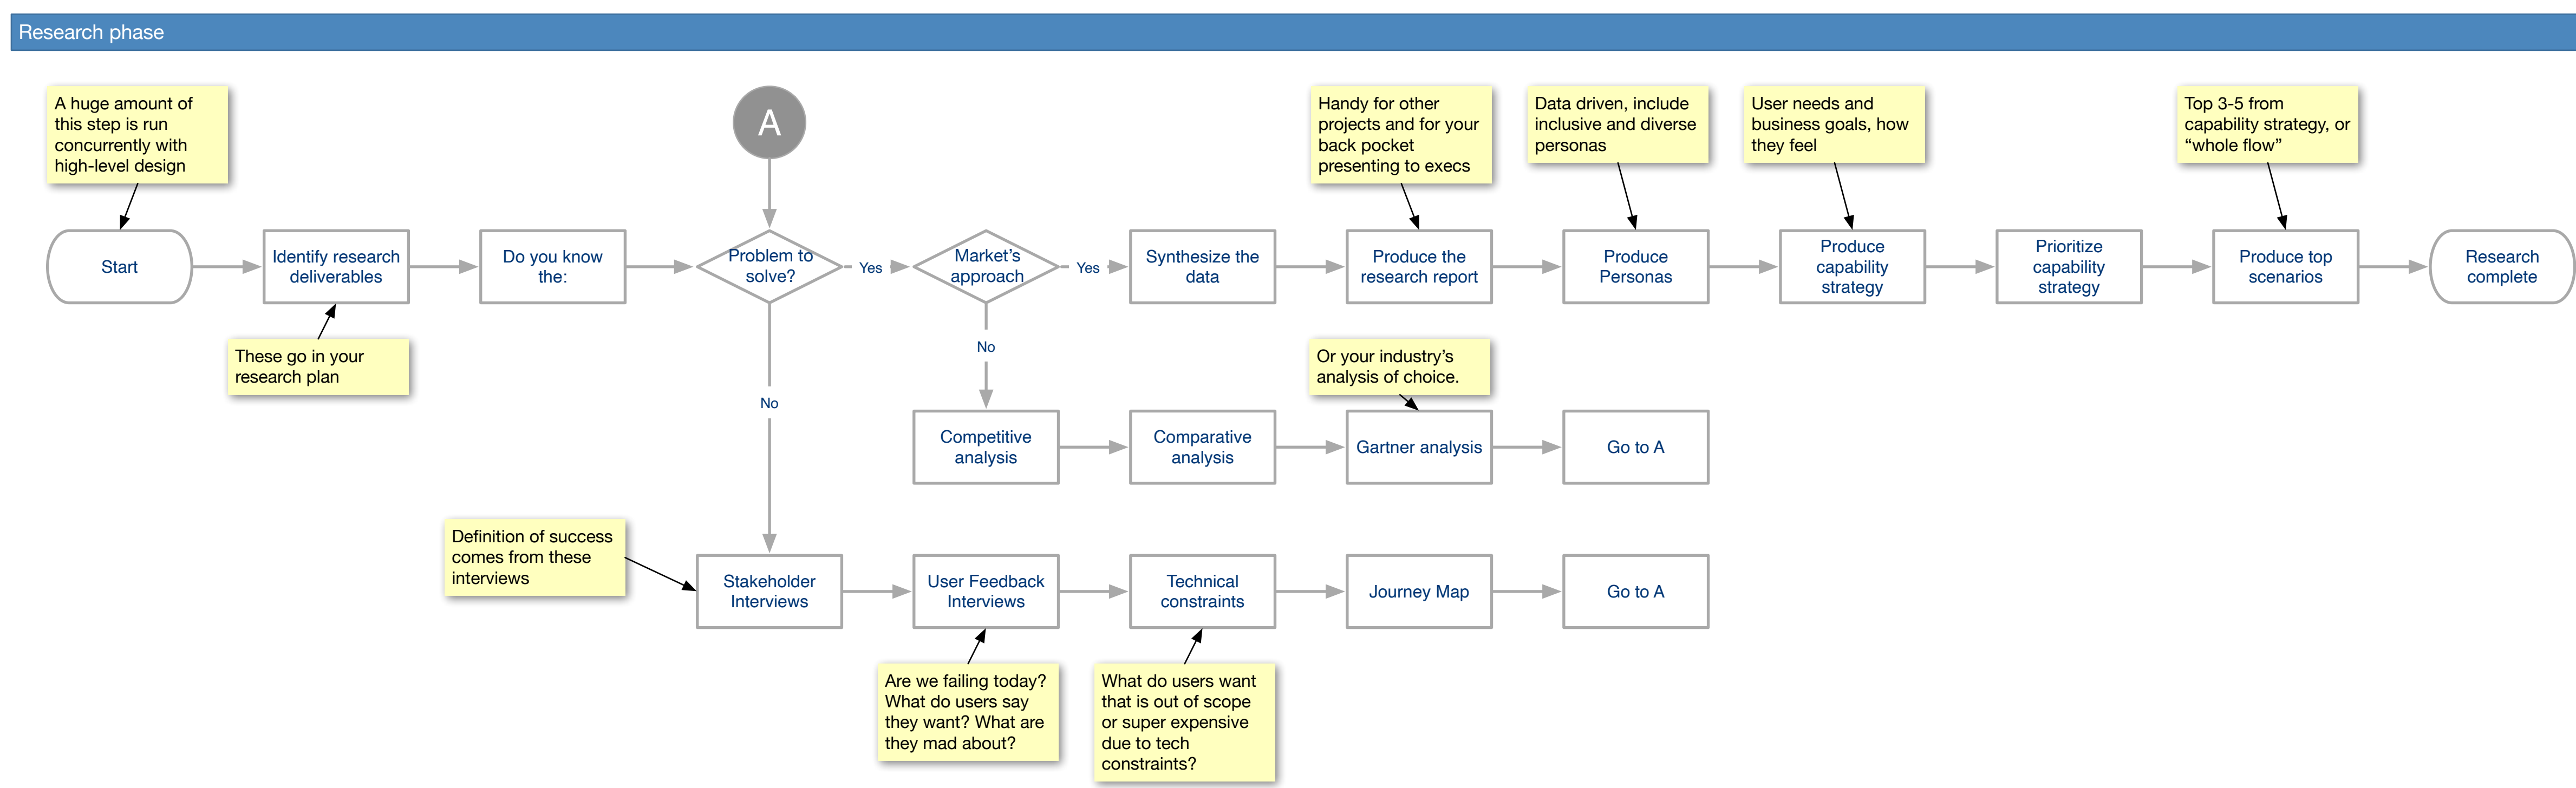 Research phase
A huge amount of
this step is run
concurrently with
high-level design
A
Handy for other
projects and for your
back pocket
presenting to execs
Data driven, include
inclusive and diverse
personas
User needs and
business goals, how
they feel
Top 3-5 from
capability strategy, or
“whole flow”
Start
Identify research
deliverables
Do you know
the:
Problem to
solve?
Yes
Market’s
approach
Yes
Synthesize the
data
Produce the
research report
Produce
Personas
Produce
capability
strategy
Prioritize
capability
strategy
Produce top
scenarios
Research
complete
These go in your
research plan
No
Or your industry’s
analysis of choice.
No
Competitive
analysis
Comparative
analysis
Gartner analysis
Go to A
Definition of success
comes from these
interviews
Stakeholder
Interviews
User Feedback
Interviews
Technical
constraints
Journey Map
Go to A
Are we failing today?
What do users say
they want? What are
they mad about?
What do users want
that is out of scope
or super expensive
due to tech
constraints?